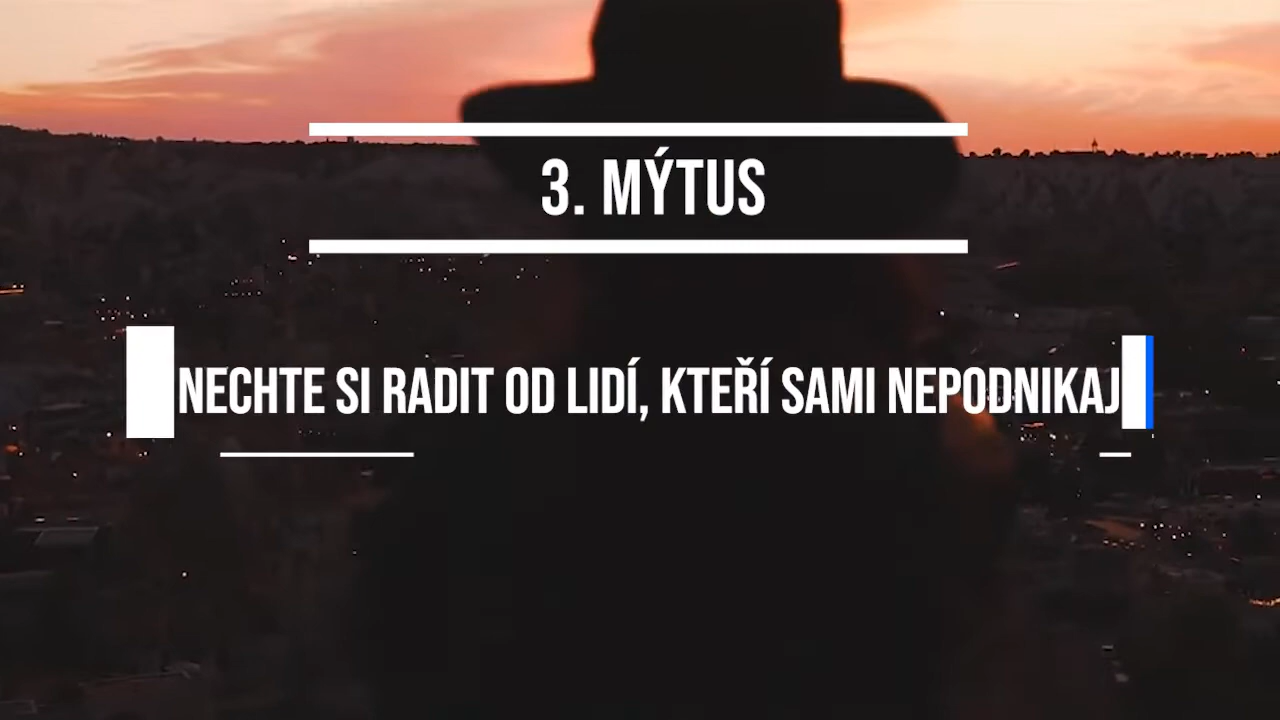 3. MÝTUS
NECHTE SI RADIT OD LIDÍ, KTEŘÍ SAMI NEPODNIKAJ